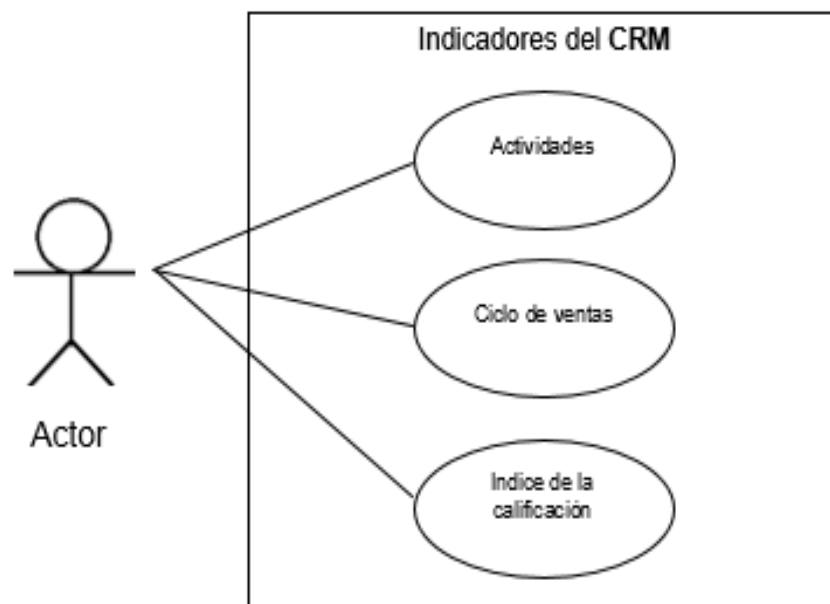 Indicadores del CRM
Actividades
Ciclo de ventas
Actor
Indice de la
calificación